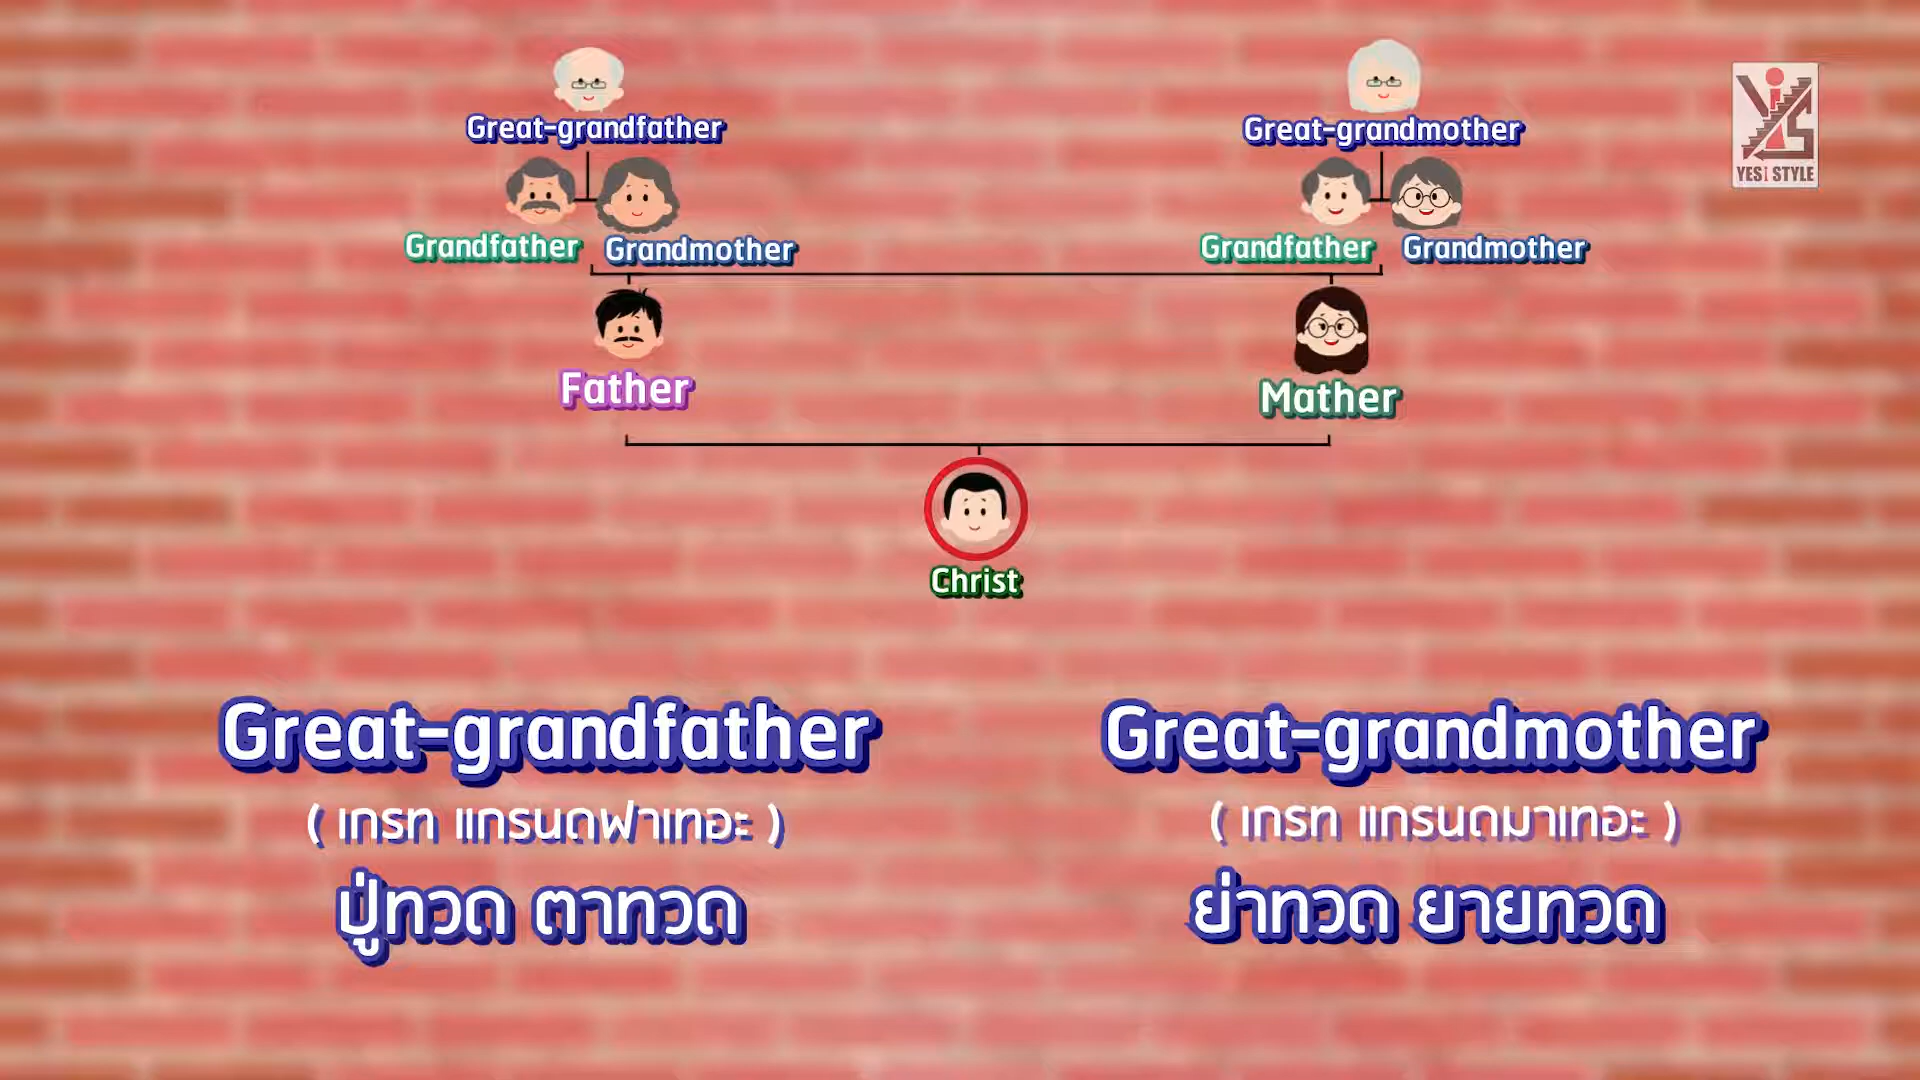 Great-grandfather
Great-grandmother
YES i STYLE
Grandfather
Grandmother
Grandfather
Grandmother
Father
Mather
Christ
Great-grandfather
Great-grandmother
( เกรท แกรนดฟาเทอะ )
( เกรท แกรนดมาเทอะ )
ปู่ทวด ตาทวด
ย่าทวด ยายทวด